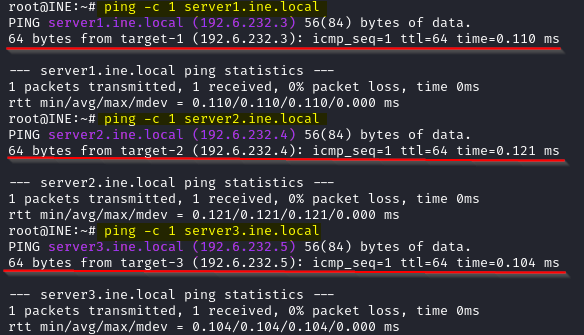 root@INE:~# ping -c 1 server1.ine.local
PING server1.ine.local (192.6.232.3) 56(84) bytes of data.
64 bytes from target-1 (192.6.232.3): icmp_seq=1 ttl=64 time=0.110 ms
--- server1.ine.local ping statistics ---
1 packets transmitted, 1 received, 0% packet loss, time 0ms
rtt min/avg/max/mdev = 0.110/0.110/0.110/0.000 ms
root@INE:~# ping -c 1 server2.ine.local
PING server2.ine.local (192.6.232.4) 56(84) bytes of data.
64 bytes from target-2 (192.6.232.4): icmp_seq=1 ttl=64 time=0.121 ms
--- server2.ine.local ping statistics ---
1 packets transmitted, 1 received, 0% packet loss, time 0ms
rtt min/avg/max/mdev = 0.121/0.121/0.121/0.000 ms
root@INE:~# ping -c 1 server3.ine.local
PING server3.ine.local (192.6.232.5) 56(84) bytes of data.
64 bytes from target-3 (192.6.232.5): icmp_seq=1 ttl=64 time=0.104 ms
--- server3.ine.local ping statistics ---
1 packets transmitted, 1 received, 0% packet loss, time 0ms
rtt min/avg/max/mdev = 0.104/0.104/0.104/0.000 ms